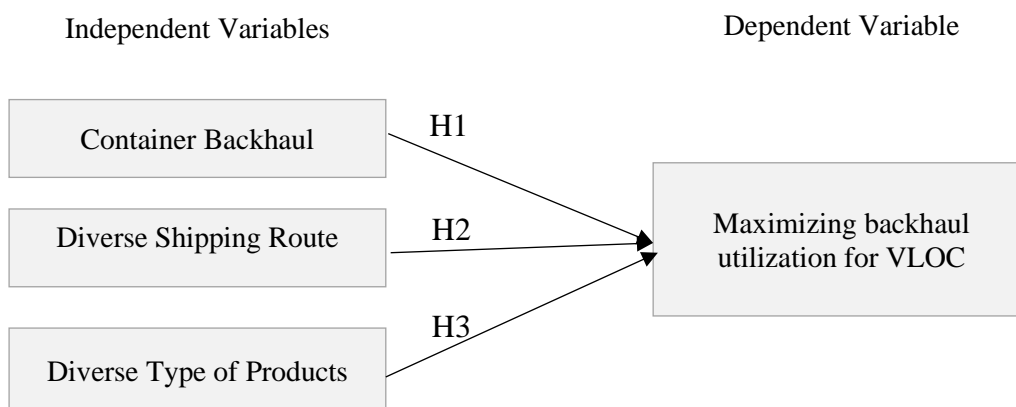 Independent Variables
Dependent Variable
Container Backhaul
H1
Diverse Shipping Route
H2
Maximizing backhaul
utilization for VLOC
H3
Diverse Type of Products